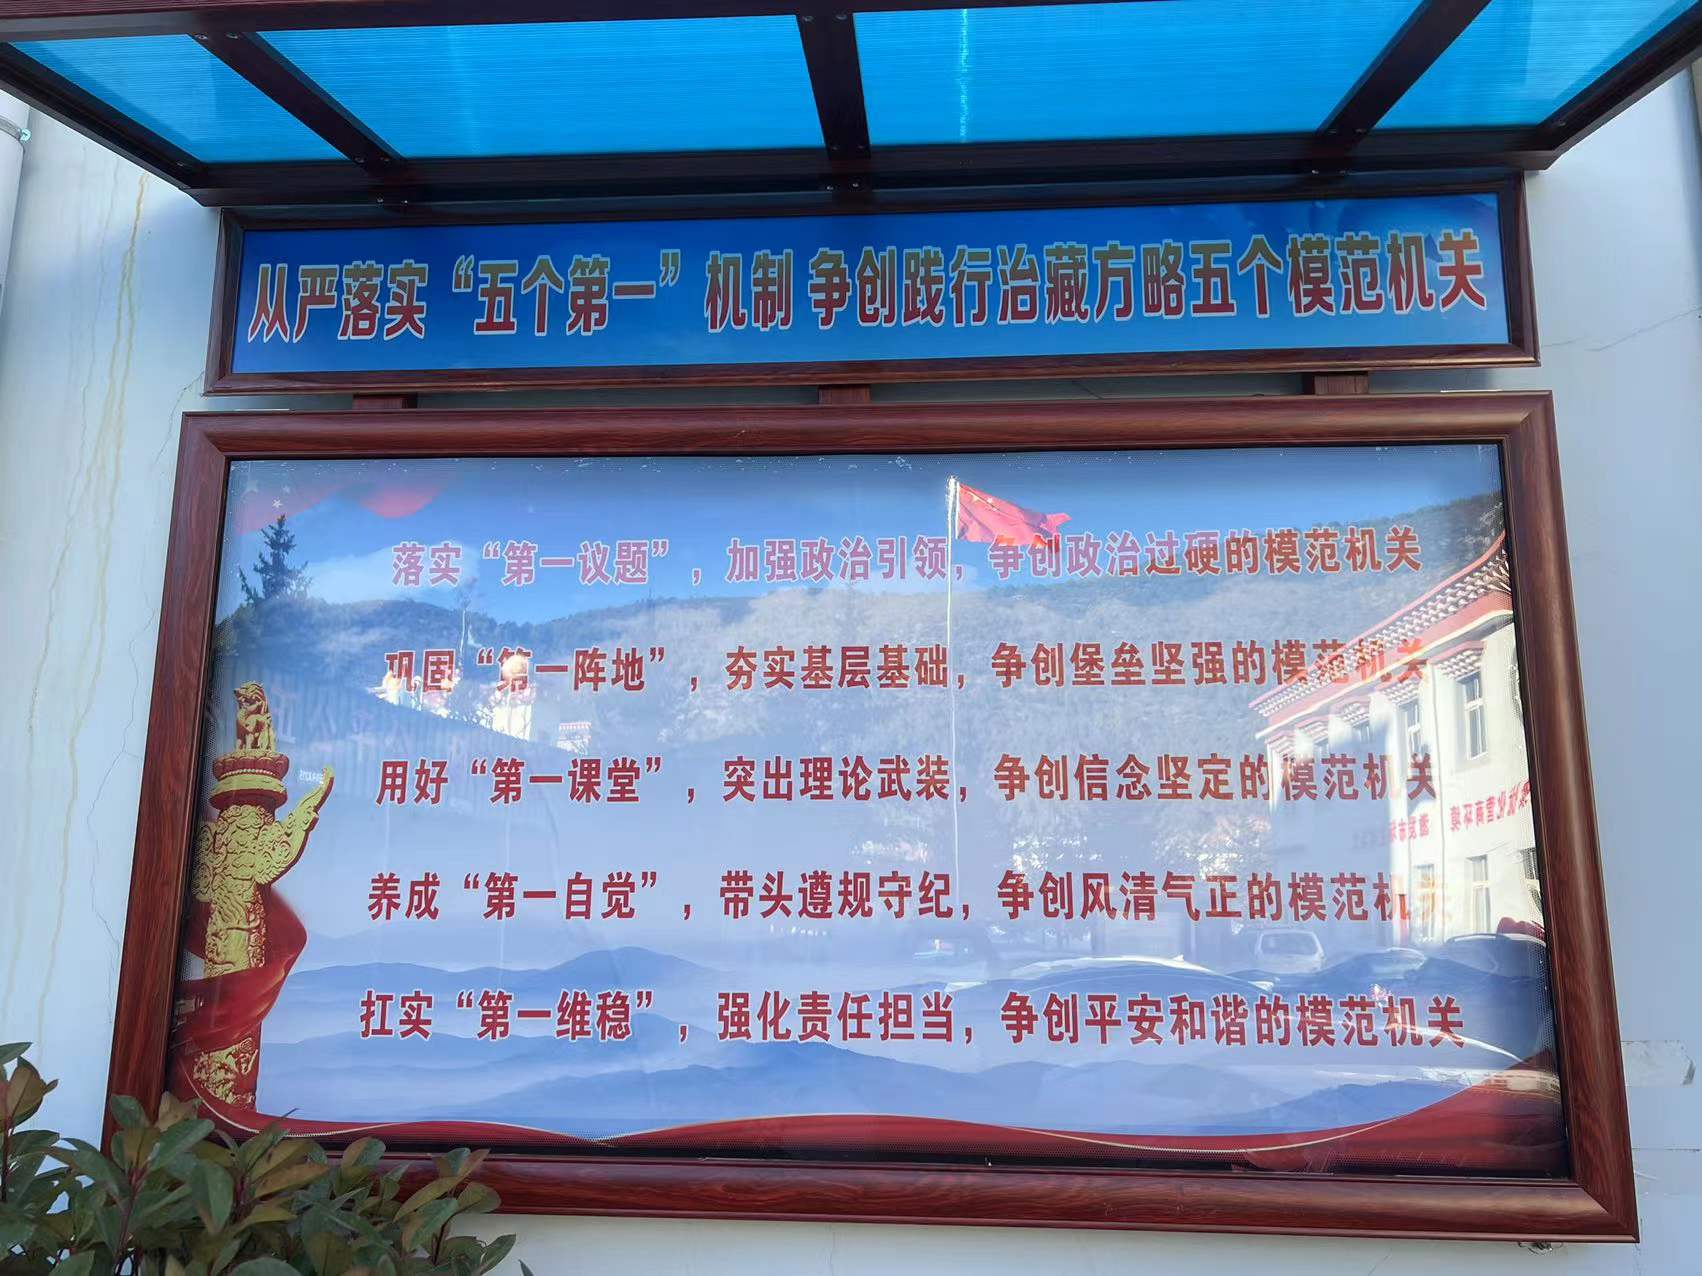 从严落实“五个第一”机制 争创践行治藏方略五个模范机关
落实“第一议题”，加强政治引领，争创政治过硬的模范机关
巩固“第一阵地”，夯实基层基础，争创堡垒坚强的模范机关
用好“第一课堂”，突出理论武装，争创信念坚定的模范机关
养成“第一自觉”，带头遵规守纪，争创风清气正的模范机关
扛实“第一维稳”，强化责任担当，争创平安和谐的模范机关